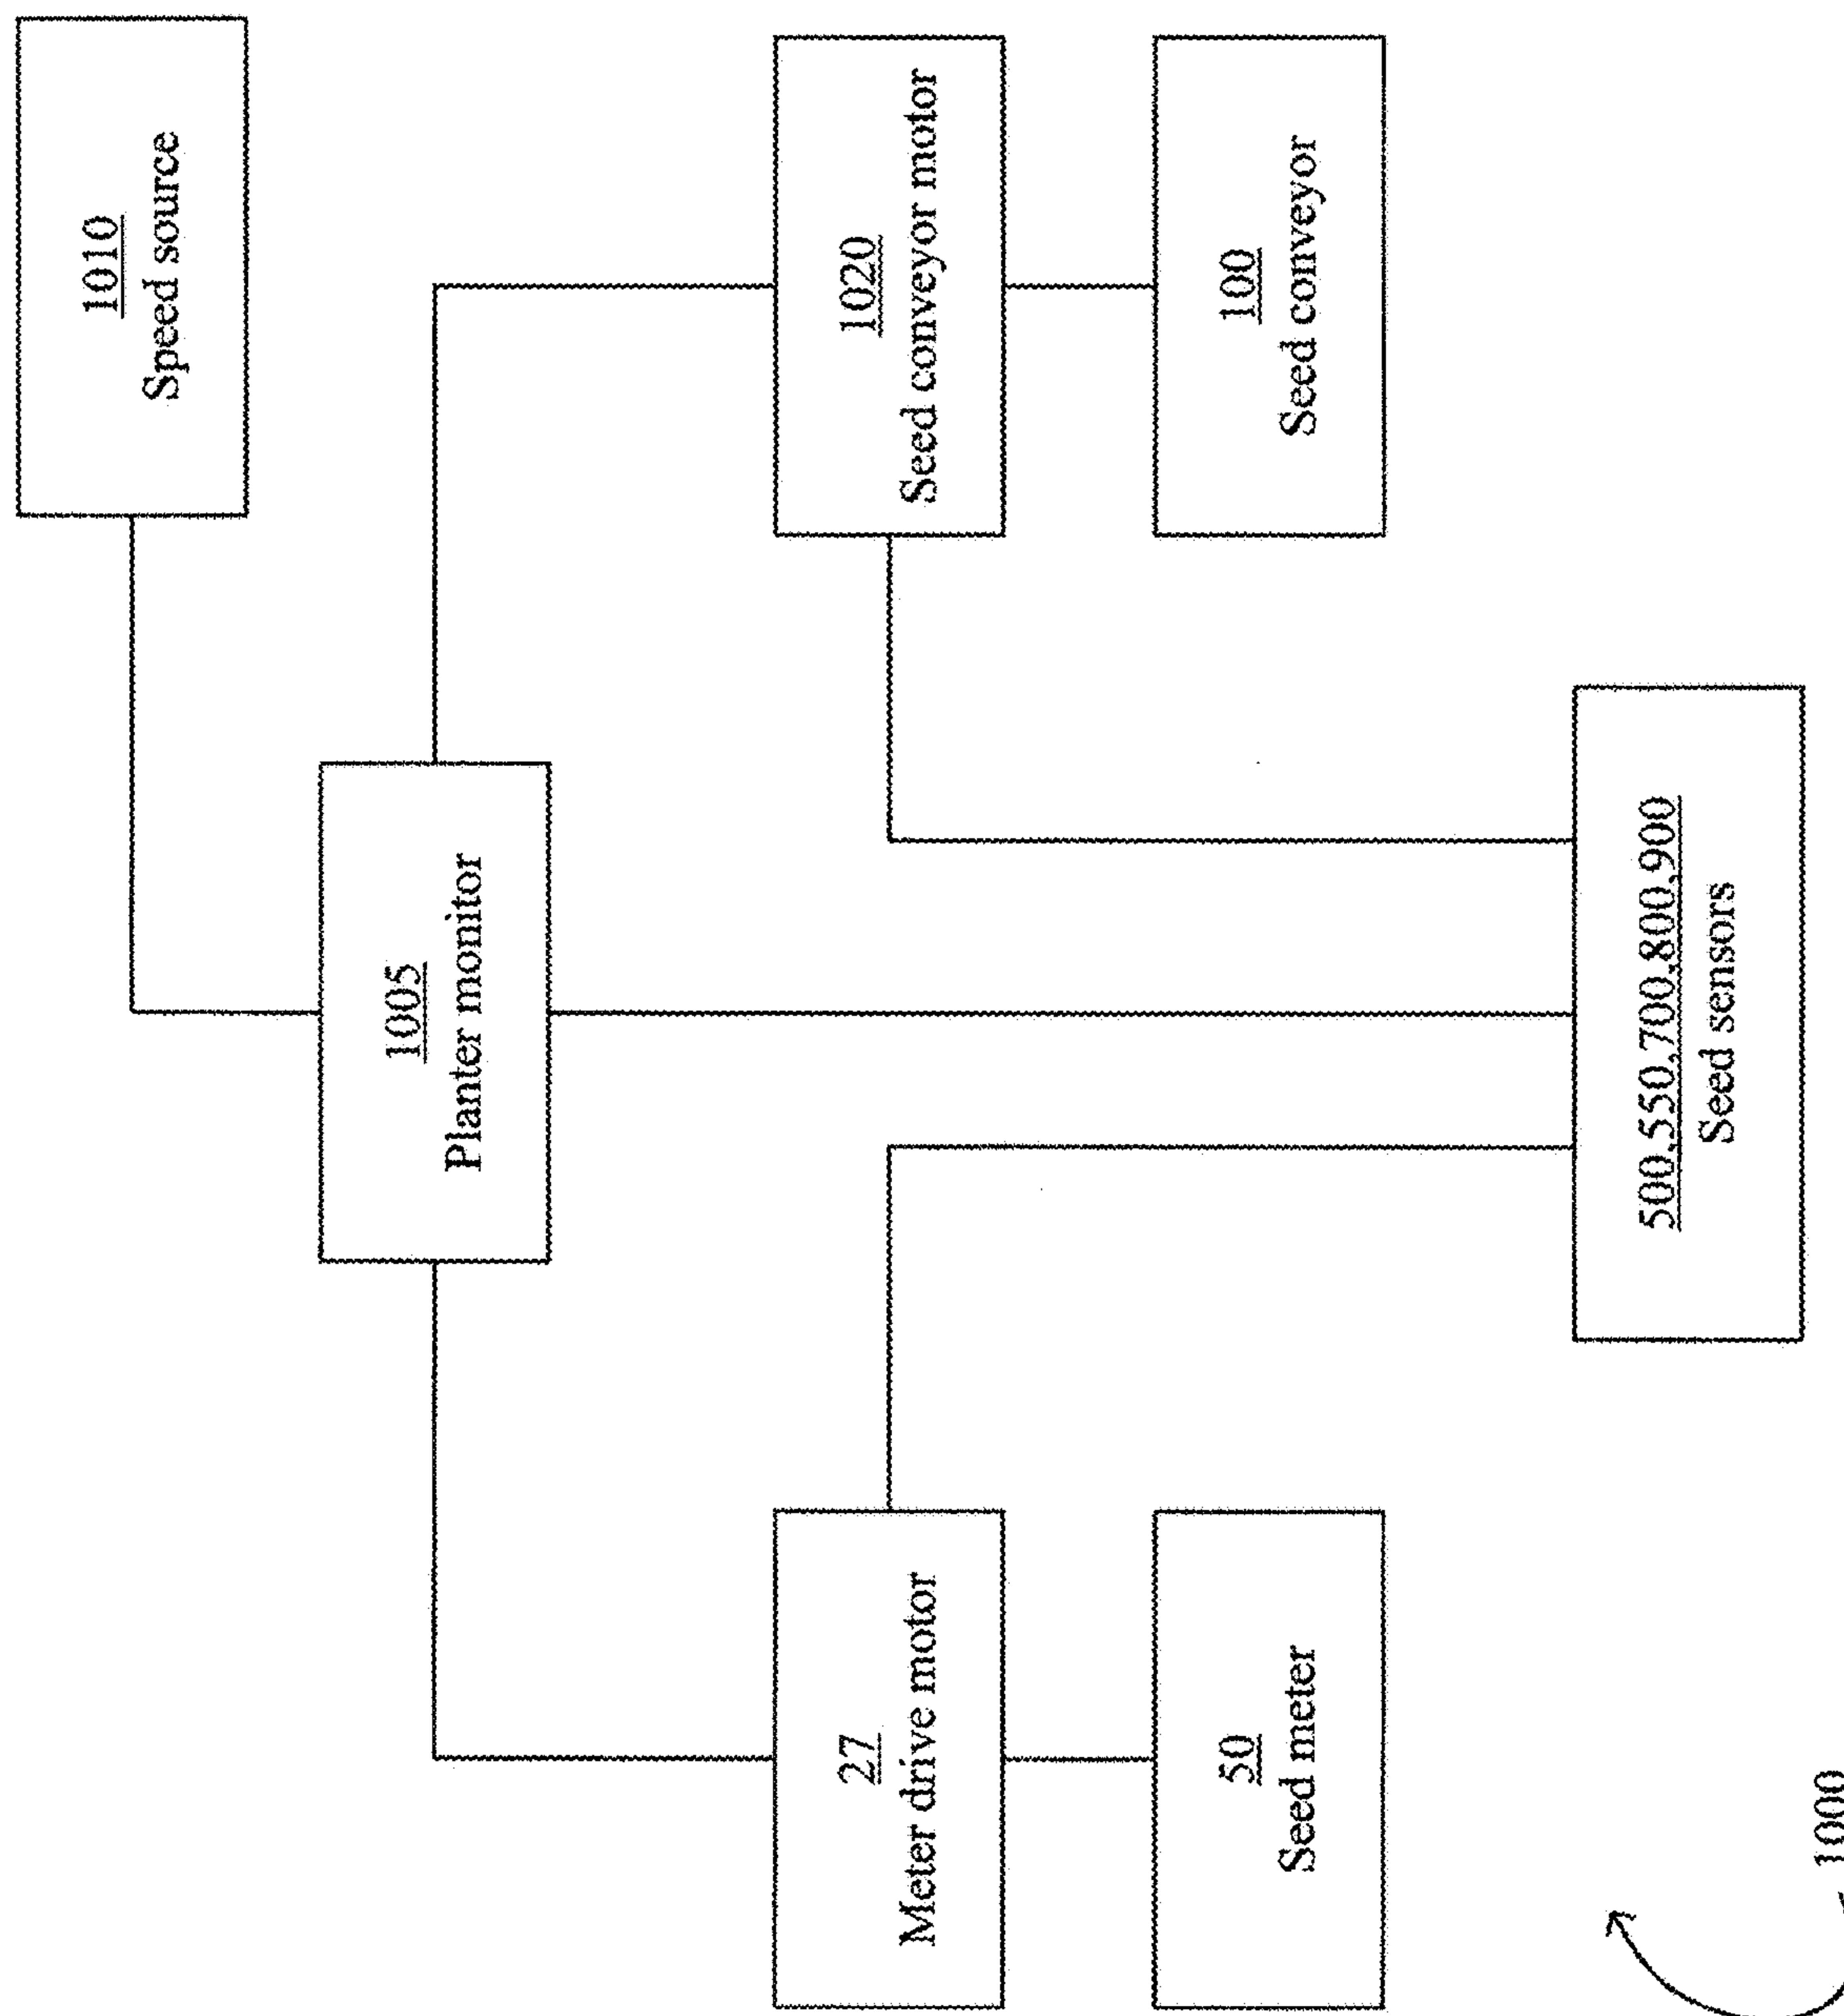 1010
Speed source
1005
Planter monitor
27
Meter drive motor
1020
Seed conveyor motor
50
Seed meter
100
Seed conveyor
500,550,700,800,900
Seed sensors
1000